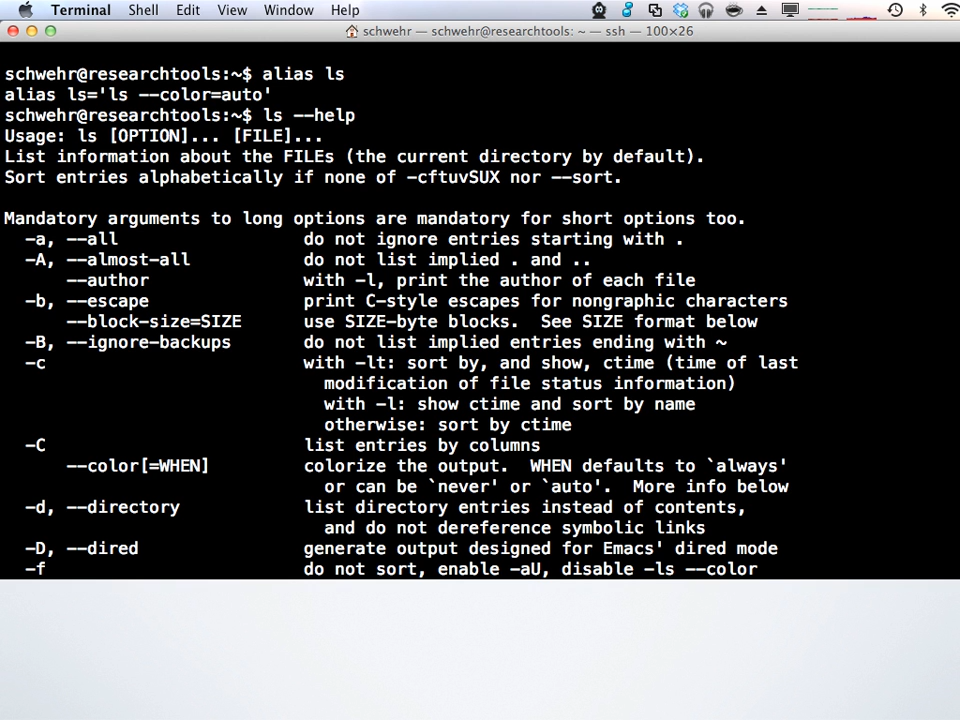 Terminal Shell Edit View Window Help
schwehr — schwehr@researchtools: ~ — ssh — 100×26
schwehr@researchtools:~$ alias ls
alias ls='ls --color=auto'
schwehr@researchtools:~$ ls --help
Usage: ls [OPTION]... [FILE]...
List information about the FILEs (the current directory by default).
Sort entries alphabetically if none of -cftuvSUX nor --sort.
Mandatory arguments to long options are mandatory for short options too.
  -a, --all                  do not ignore entries starting with .
  -A, --almost-all           do not list implied . and ..
      --author               with -l, print the author of each file
  -b, --escape               print C-style escapes for nongraphic characters
      --block-size=SIZE      use SIZE-byte blocks.  See SIZE format below
  -B, --ignore-backups       do not list implied entries ending with ~
  -c                         with -lt: sort by, and show, ctime (time of last
                               modification of file status information)
                               with -l: show ctime and sort by name
                               otherwise: sort by ctime
  -C                         list entries by columns
      --color[=WHEN]         colorize the output.  WHEN defaults to `always'
                               or can be `never' or `auto'.  More info below
  -d, --directory            list directory entries instead of contents,
                               and do not dereference symbolic links
  -D, --dired                generate output designed for Emacs' dired mode
  -f                         do not sort, enable -aU, disable -ls --color